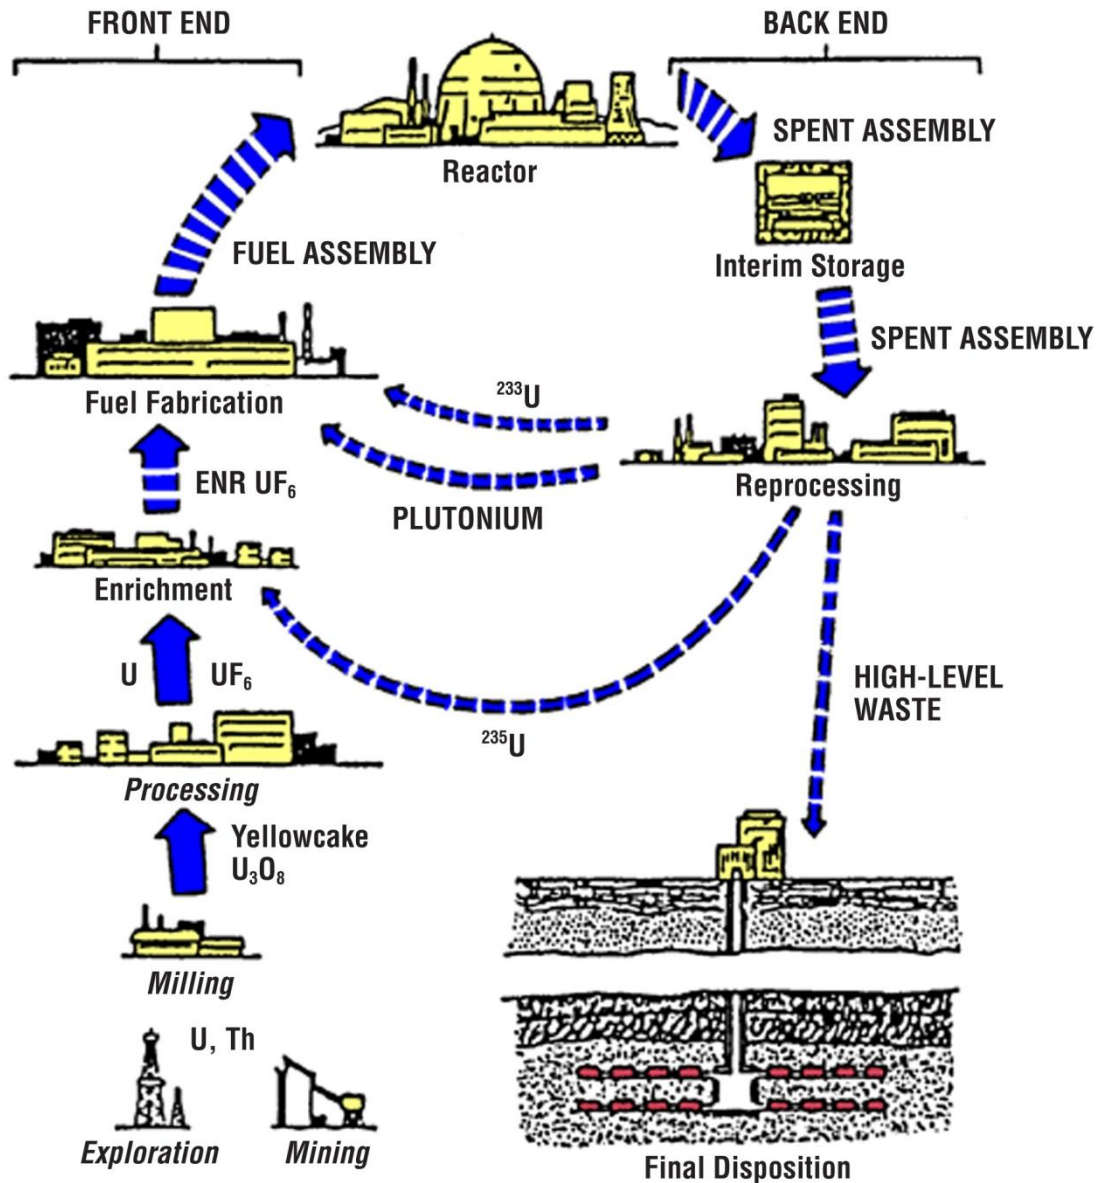 FRONT END
BACK END
Reactor
SPENT ASSEMBLY
Interim Storage
FUEL ASSEMBLY
SPENT ASSEMBLY
Fuel Fabrication
²³³U
PLUTONIUM
Reprocessing
ENR UF₆
Enrichment
U UF₆
²³⁵U
HIGH-LEVEL
WASTE
Processing
Yellowcake
U₃O₈
Milling
U, Th
Exploration
Mining
Final Disposition